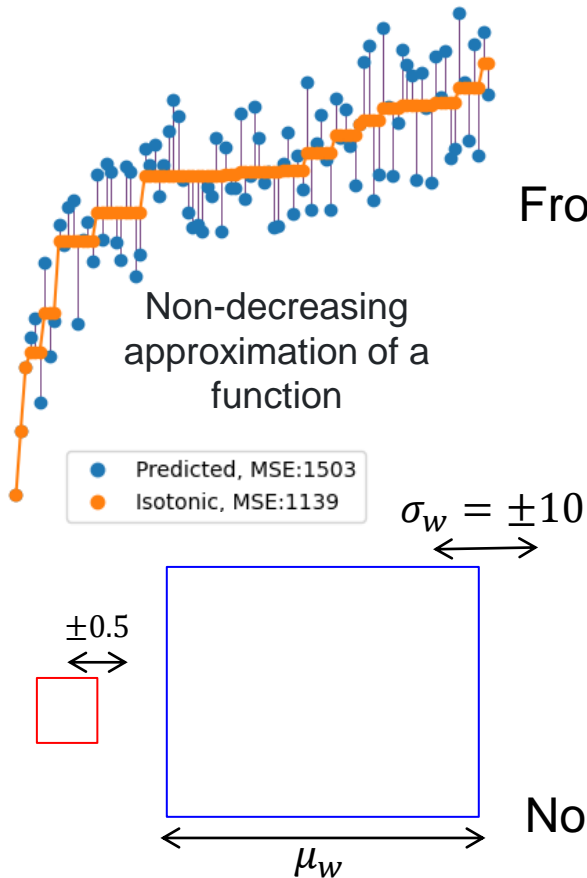 Fro
Non-decreasing
approximation of a
function
Predicted, MSE:1503
Isotonic, MSE:1139
σ_w = ±10
±0.5
μ_w
No